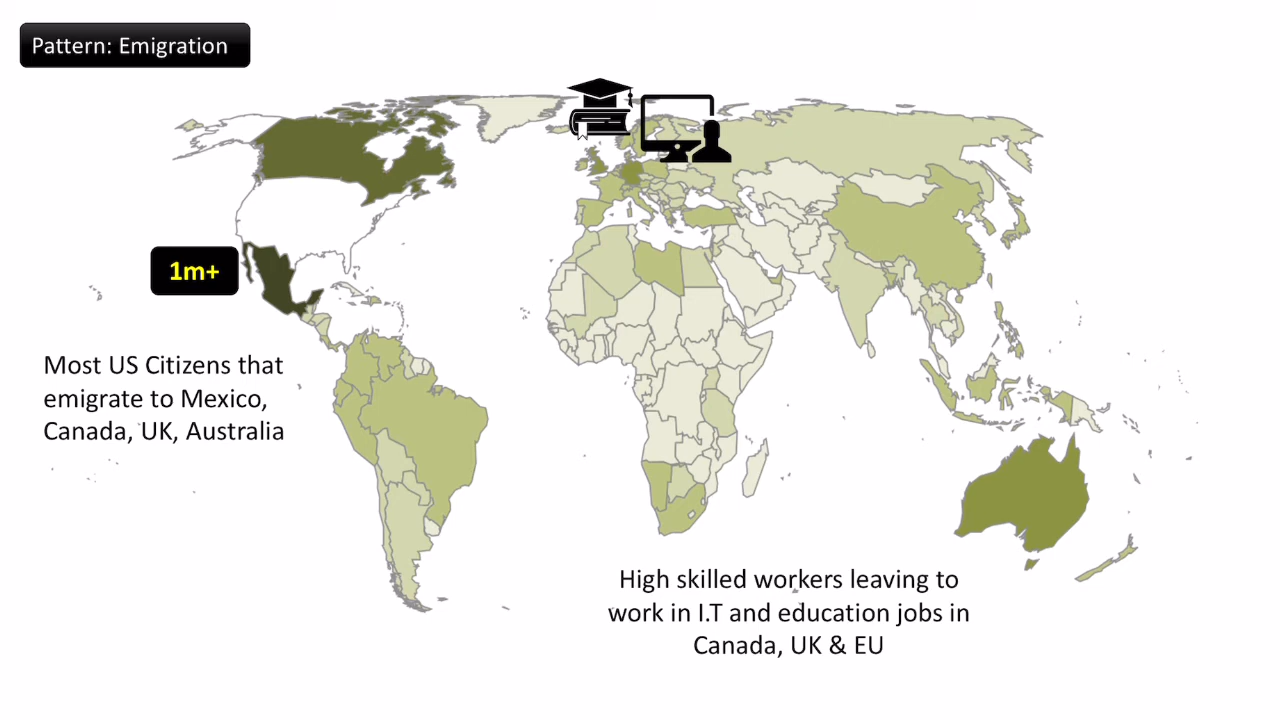 Pattern: Emigration
1m+
Most US Citizens that
emigrate to Mexico,
Canada, UK, Australia
High skilled workers leaving to
work in I.T and education jobs in
Canada, UK & EU